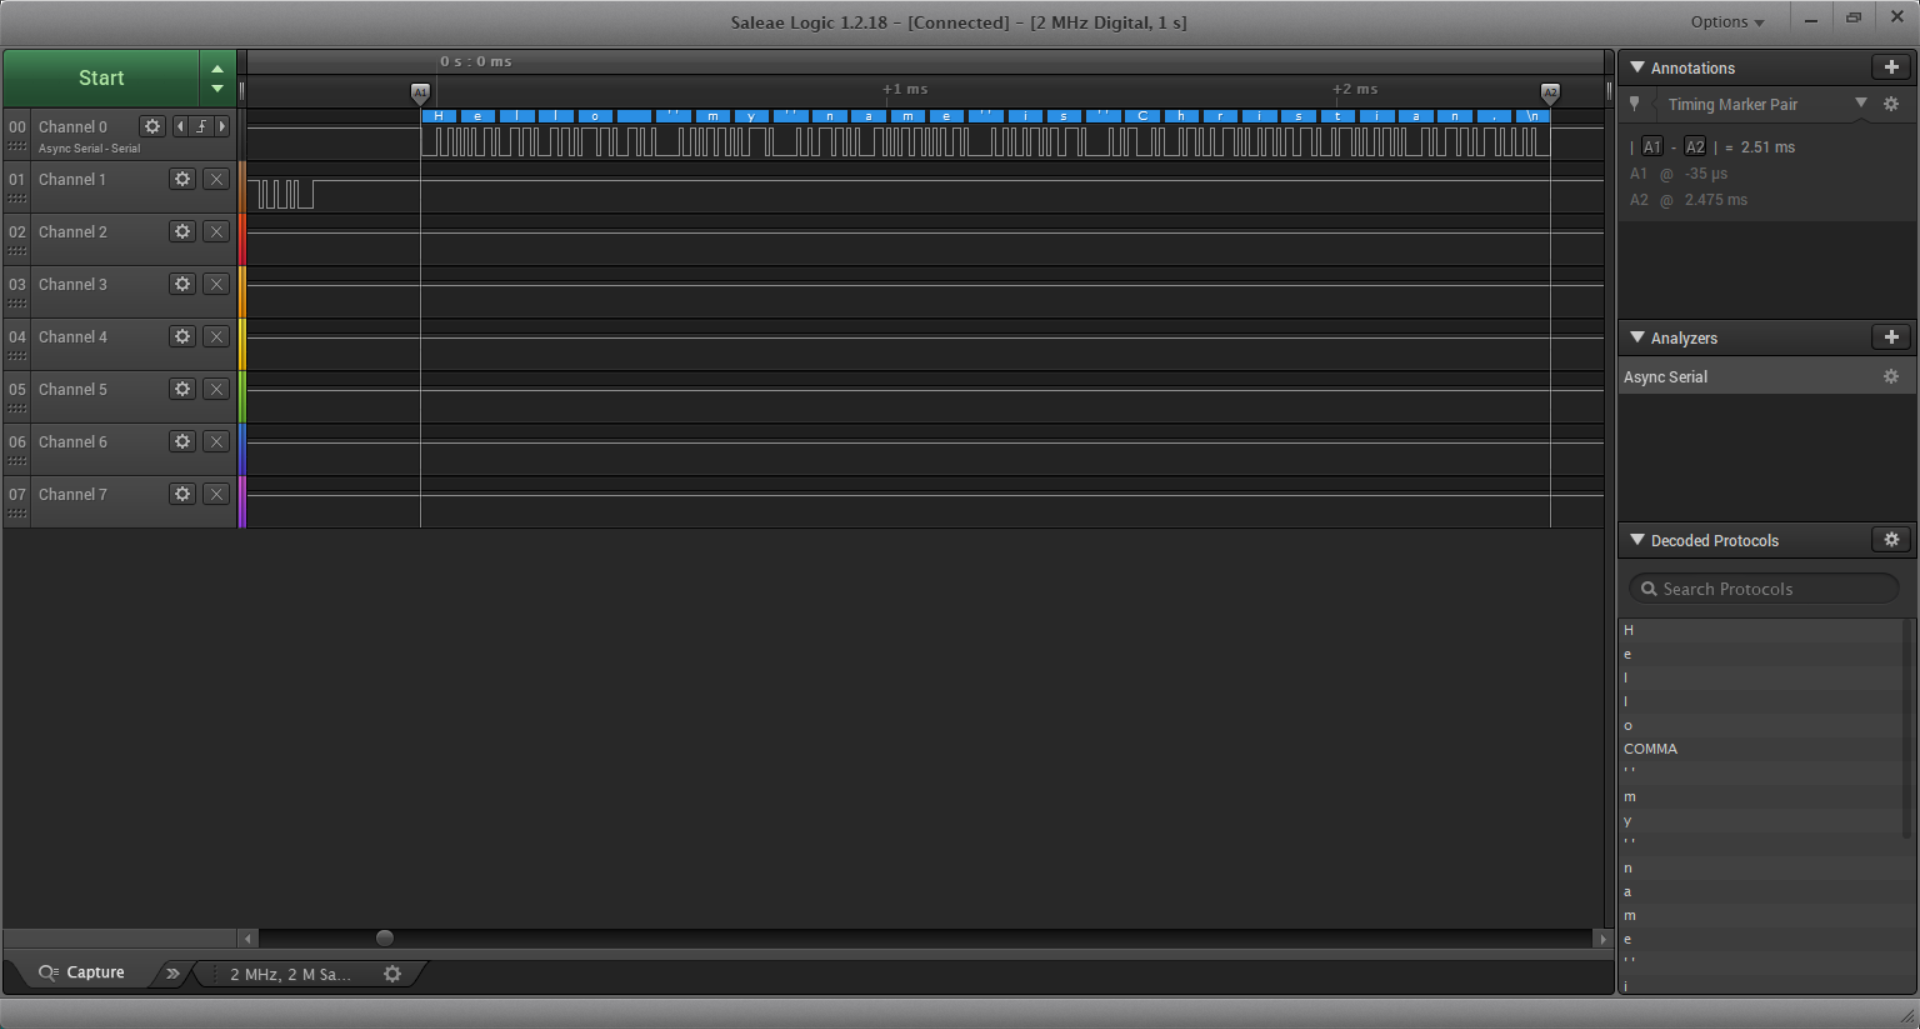 Saleae Logic 1.2.18 - [Connected] - [2 MHz Digital, 1 s]
Options
Start
0 s : 0 ms
+1 ms
+2 ms
A1
A2
H e l l o ' ' m y ' ' n a m e ' ' i s ' ' C h r i s t i a n . \n
00 Channel 0
Async Serial - Serial
01 Channel 1
02 Channel 2
03 Channel 3
04 Channel 4
05 Channel 5
06 Channel 6
07 Channel 7
Capture
2 MHz, 2 M Sa...
Annotations
Timing Marker Pair
| A1 - A2 | = 2.51 ms
A1 @ -35 µs
A2 @ 2.475 ms
Analyzers
Async Serial
Decoded Protocols
Search Protocols
H
e
l
l
o
COMMA
' '
m
y
' '
n
a
m
e
' '
i